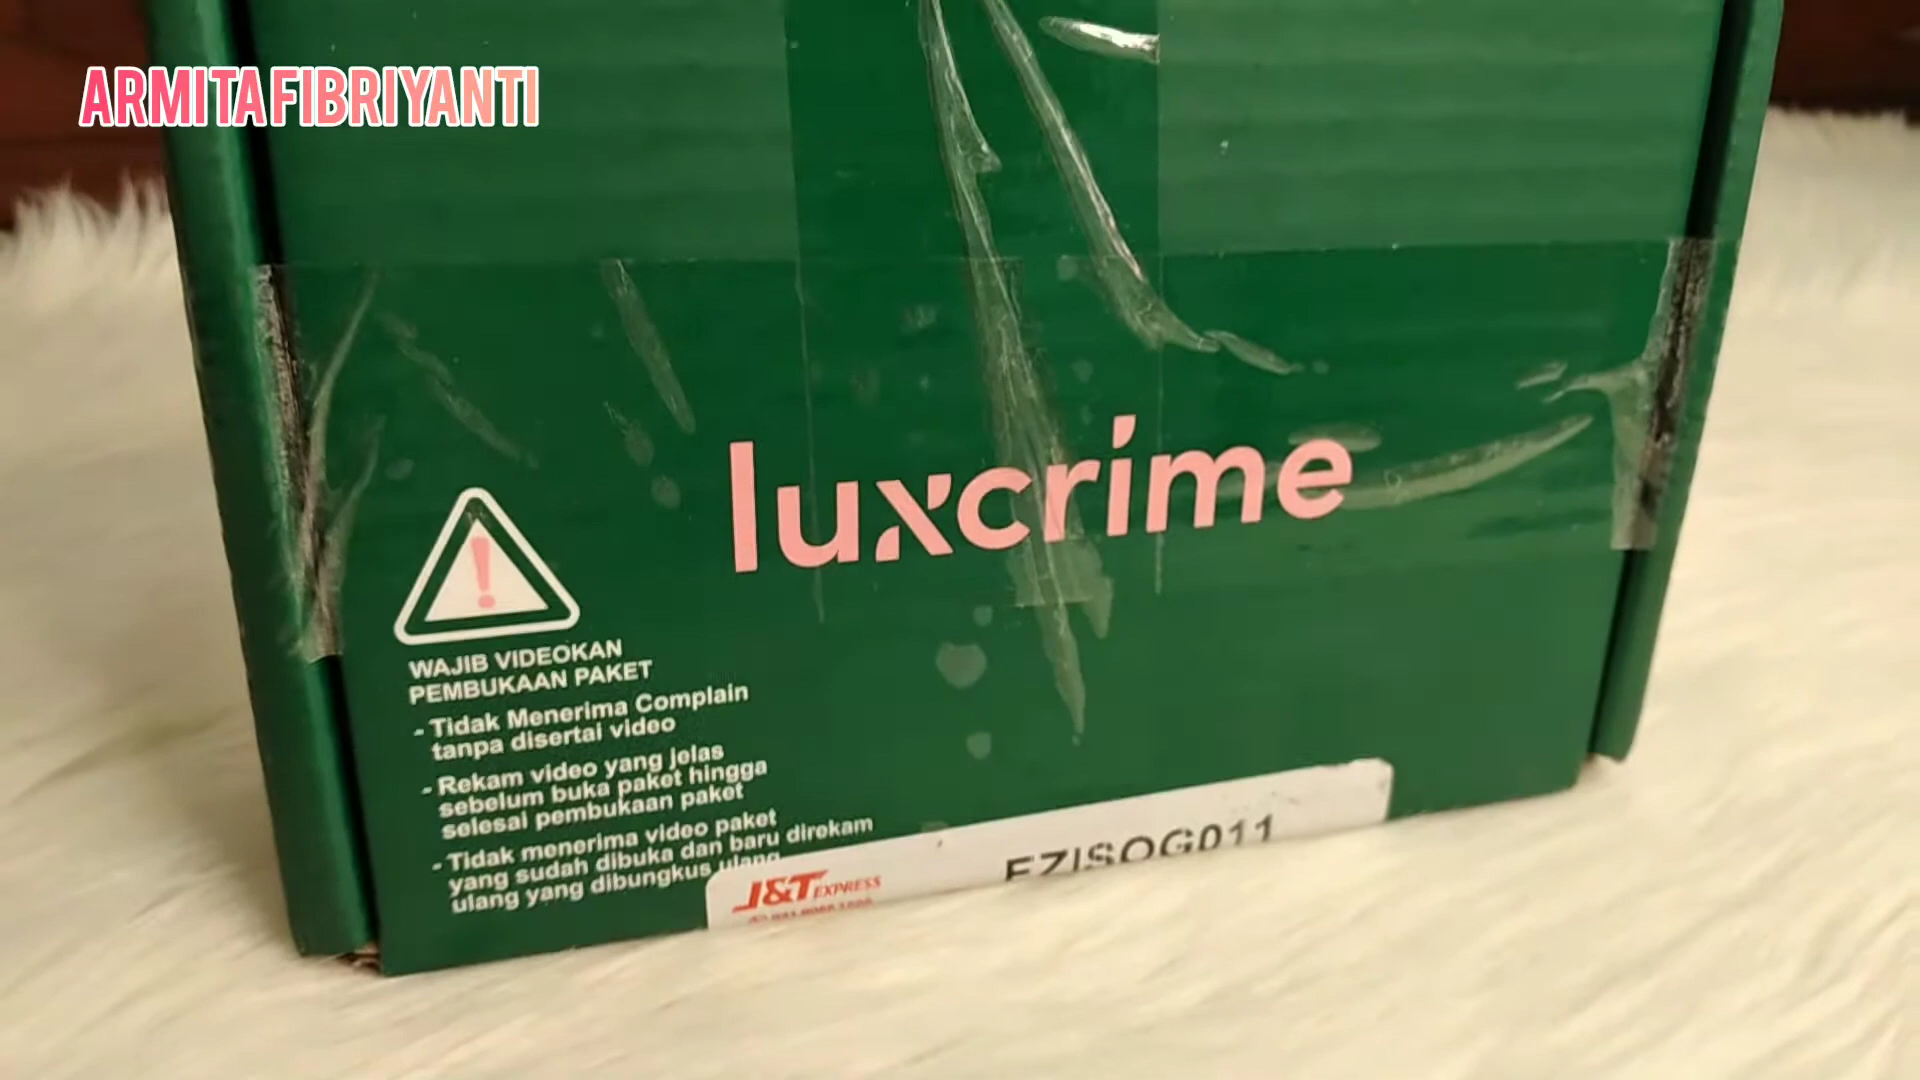 ARMITA FIBRIYANTI
luxcrime
WAJIB VIDEOKAN
PEMBUKAAN PAKET
- Tidak Menerima Complain
tanpa disertai video
- Rekam video yang jelas
sebelum buka paket hingga
selesai pembukaan paket
- Tidak menerima video paket
yang sudah dibuka dan baru direkam
ulang yang dibungkus ulang
J&T EXPRESS